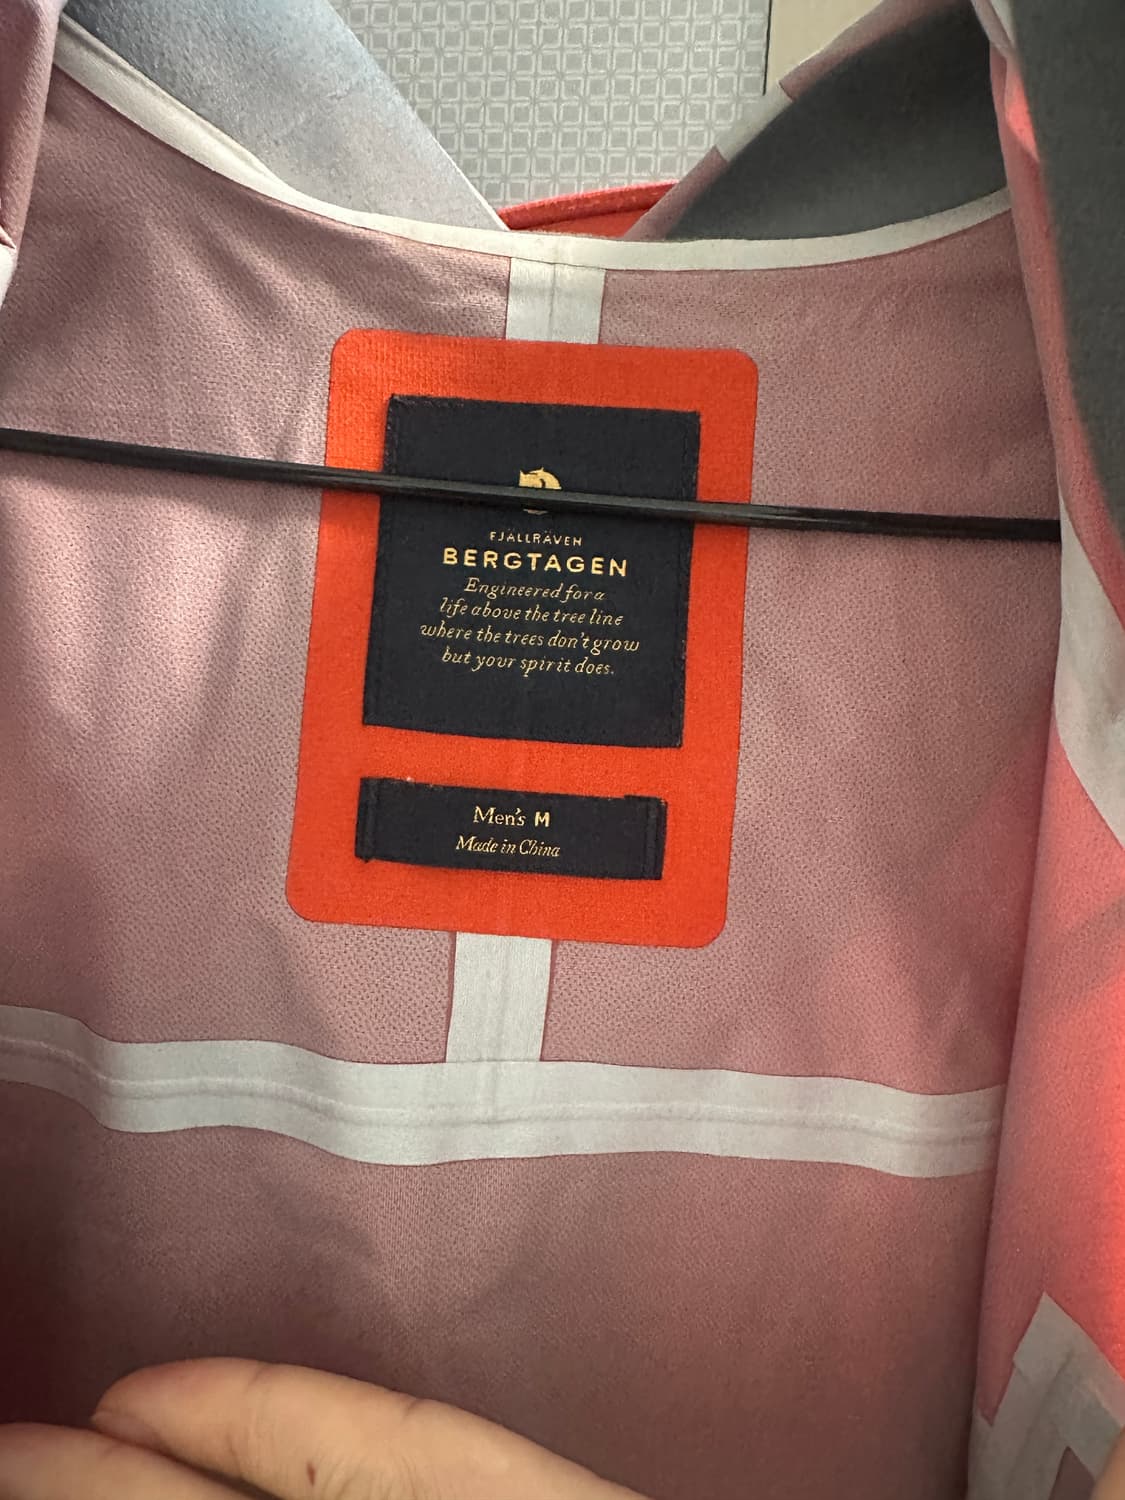 FJÄLLRÄVEN
BERGTAGEN
Engineered for a
life above the tree line
where the trees don't grow
but your spirit does.
Men's M
Made in China